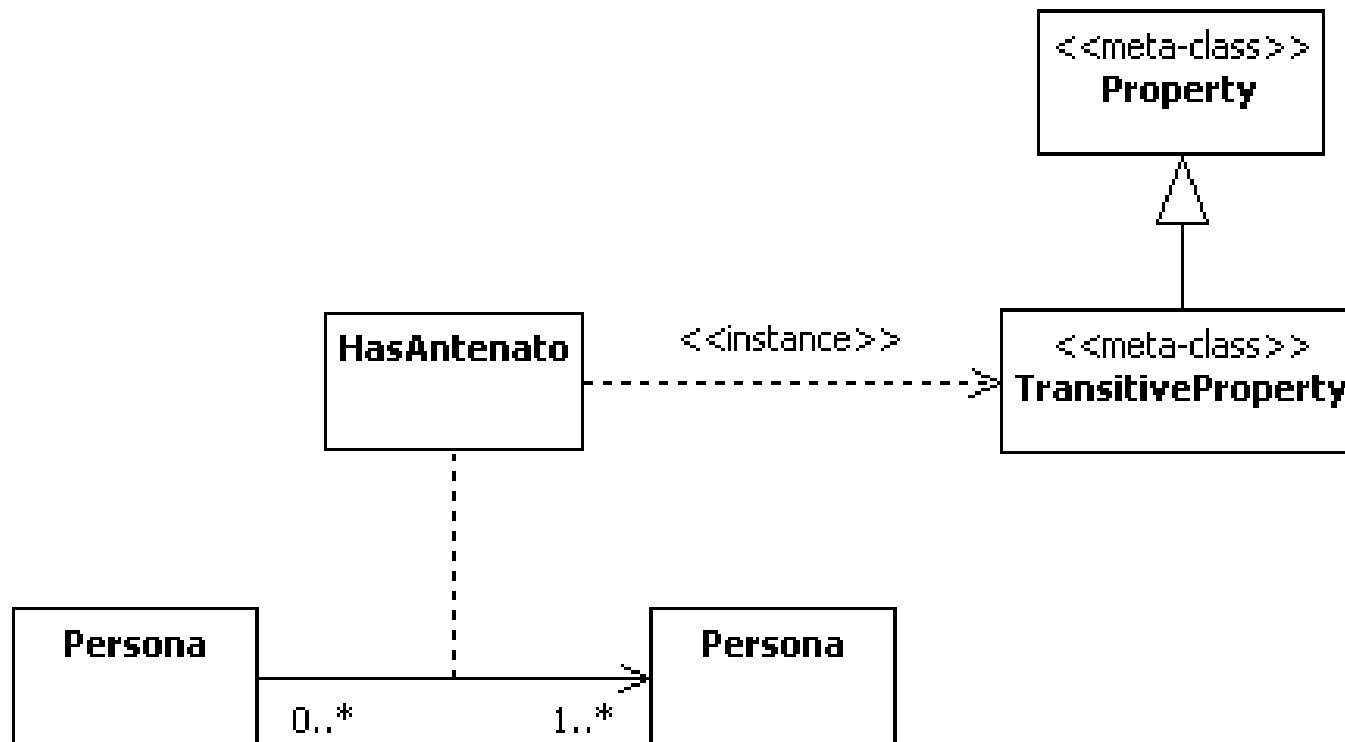 <<meta-class>>
Property
HasAntenato
<<instance>>
<<meta-class>>
TransitiveProperty
Persona
Persona
0..*
1..*